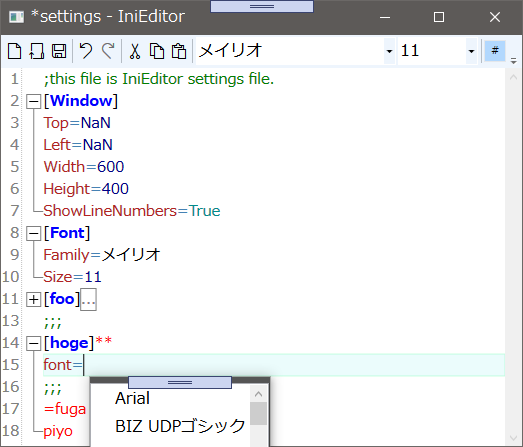 *settings - IniEditor
メイリオ 11 #
1 ;this file is IniEditor settings file.
2 [Window]
3 Top=NaN
4 Left=NaN
5 Width=600
6 Height=400
7 ShowLineNumbers=True
8 [Font]
9 Family=メイリオ
10 Size=11
11 [foo]...
13 ;;;
14 [hoge]**
15 font=
16 ;;;
17 =fuga
18 piyo
Arial
BIZ UDPゴシック